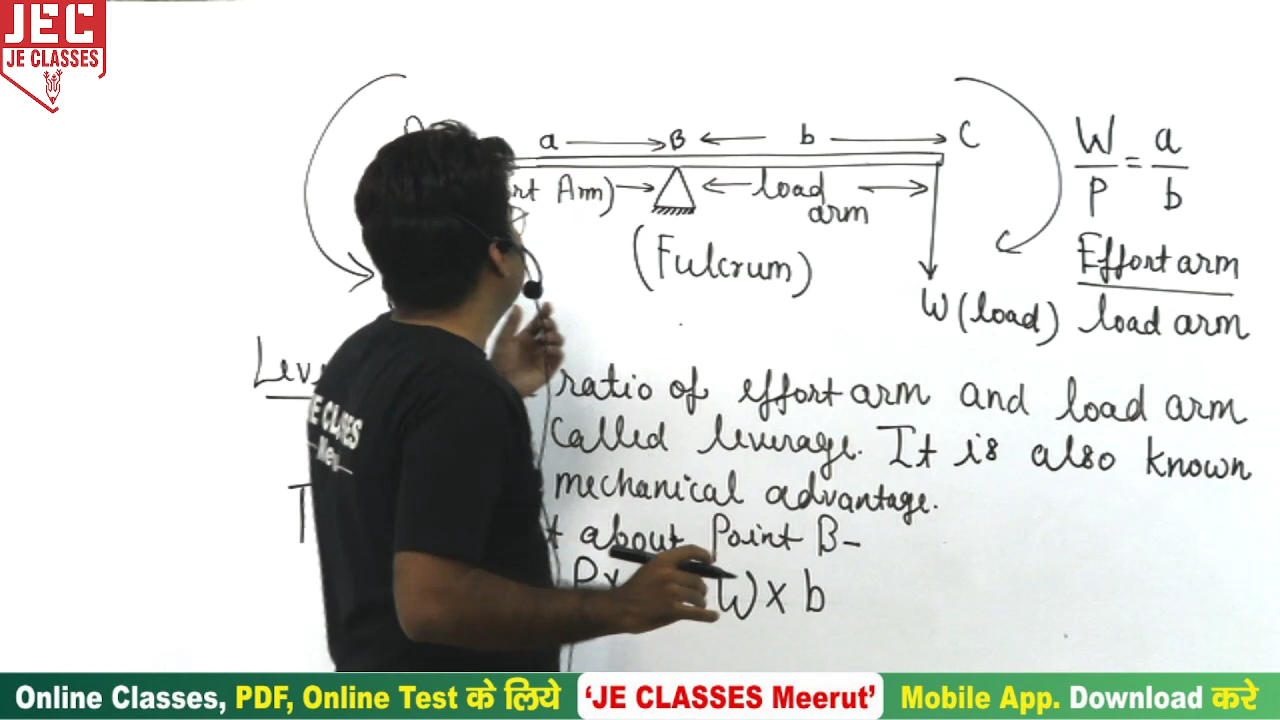 JEC
JE CLASSES
a B b C
Arm) load
arm
(Fulcrum)
W (load)
W/P = a/b
Effort arm
load arm
ratio of effort arm and load arm
called leverage. It is also known
mechanical advantage.
about Point B-
W x b
JE CLASSES
Online Classes, PDF, Online Test के लिये 'JE CLASSES Meerut' Mobile App. Download करे